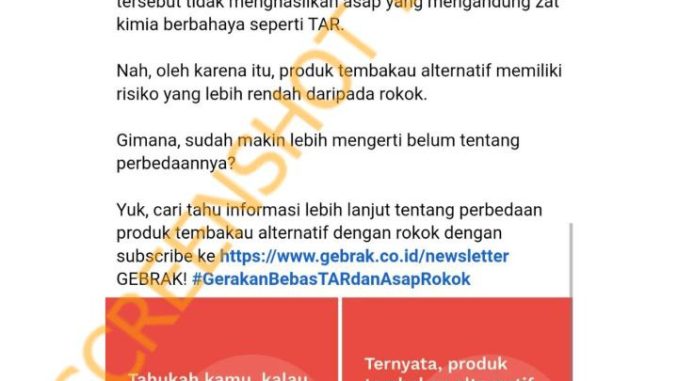 tersebut tidak menghasilkan asap yang mengandung zat
kimia berbahaya seperti TAR.
Nah, oleh karena itu, produk tembakau alternatif memiliki
risiko yang lebih rendah daripada rokok.
Gimana, sudah makin lebih mengerti belum tentang
perbedaannya?
Yuk, cari tahu informasi lebih lanjut tentang perbedaan
produk tembakau alternatif dengan rokok dengan
subscribe ke https://www.gebrak.co.id/newsletter
GEBRAK! #GerakanBebasTARdanAsapRokok
Tahukah kamu, kalau
Ternyata, produk
tembakau alternatif
SCREENSHOT